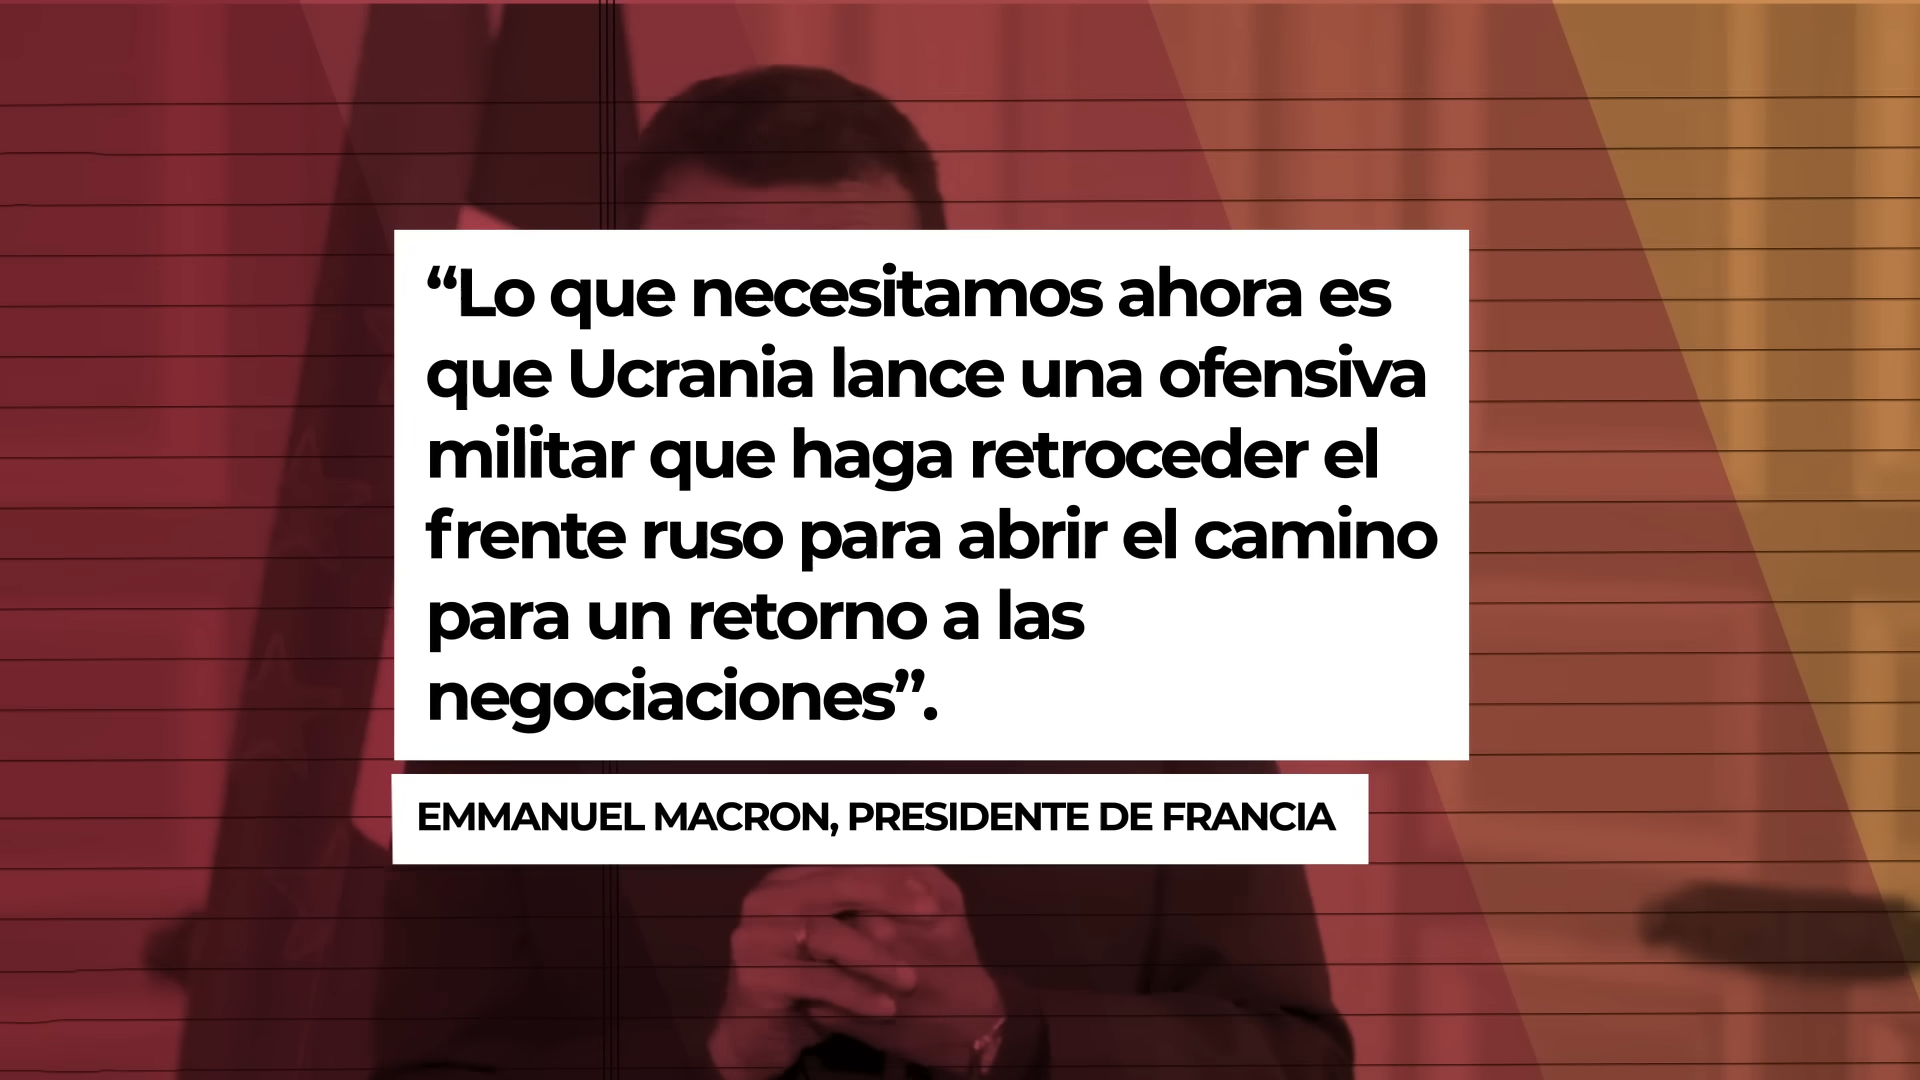 “Lo que necesitamos ahora es
que Ucrania lance una ofensiva
militar que haga retroceder el
frente ruso para abrir el camino
para un retorno a las
negociaciones”.
EMMANUEL MACRON, PRESIDENTE DE FRANCIA